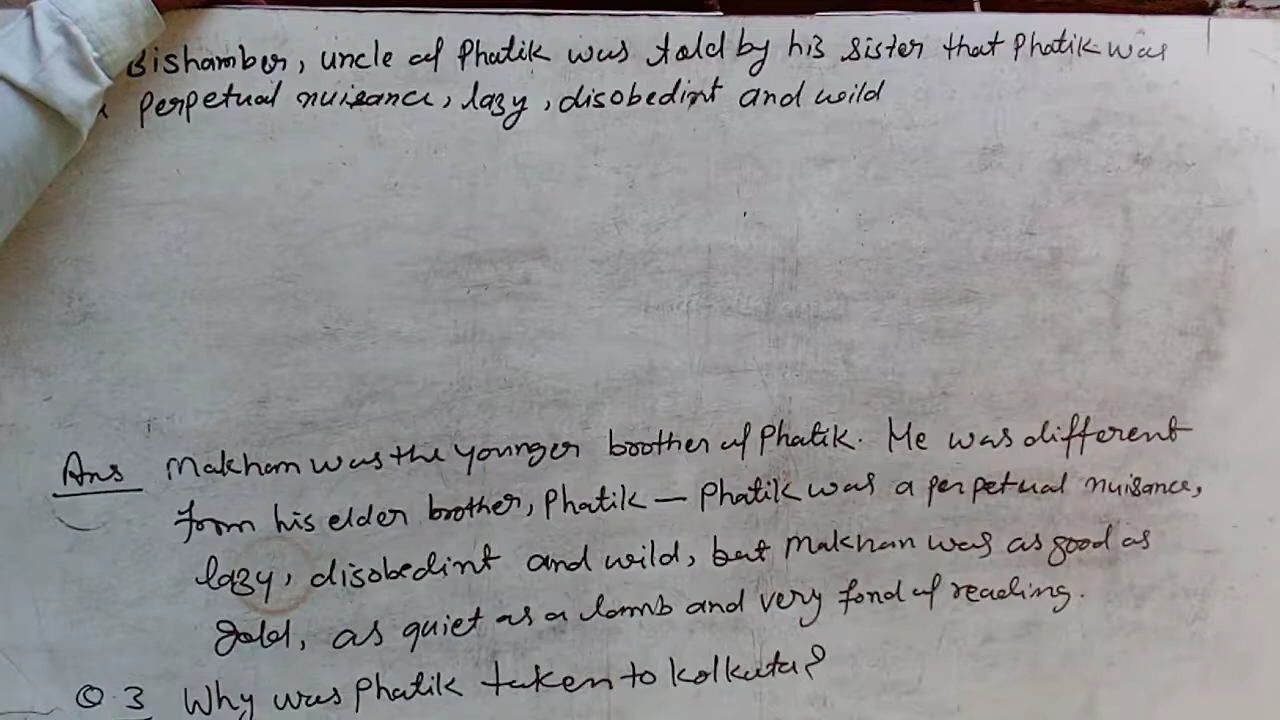 Bishamber, uncle of Phatik was told by his sister that Phatik was
a perpetual nuisance, lazy, disobedint and wild
Ans Makhan was the younger boother of Phatik. He was different
from his elder brother, Phatik — Phatik was a perpetual nuisance,
lazy, disobedint and wild, but Makhan was as good as
gold, as quiet as a lamb and very fond of reading.
Q.3 Why was Phatik taken to Kolkata?